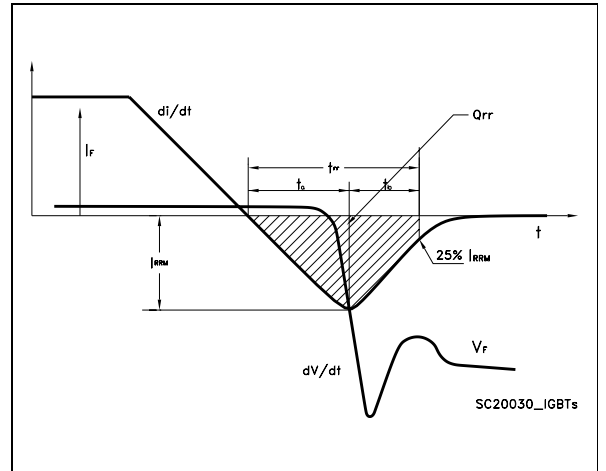 di/dt
Qrr
IF
trr
ta
tb
t
IRRM
25% IRRM
dV/dt
VF
SC20030_IGBTs